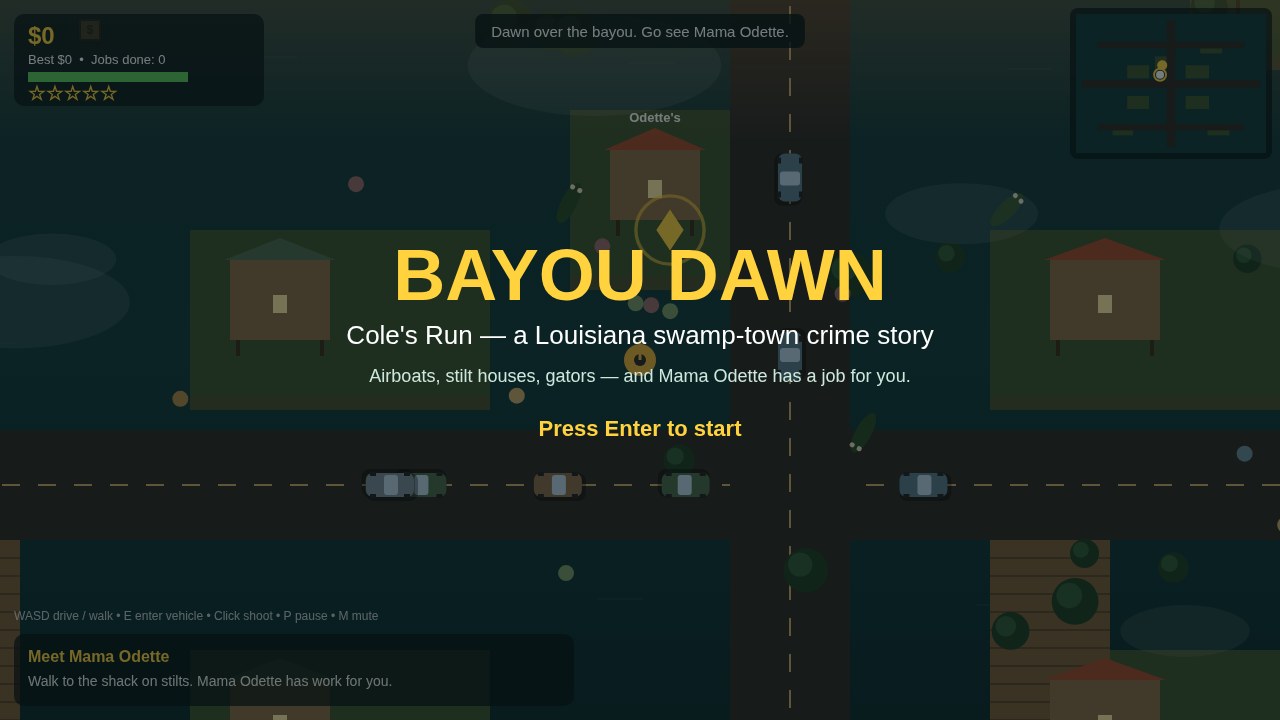 $0
Best $0 • Jobs done: 0
☆☆☆☆☆
Dawn over the bayou. Go see Mama Odette.
Odette's
BAYOU DAWN
Cole's Run — a Louisiana swamp-town crime story
Airboats, stilt houses, gators — and Mama Odette has a job for you.
Press Enter to start
WASD drive / walk • E enter vehicle • Click shoot • P pause • M mute
Meet Mama Odette
Walk to the shack on stilts. Mama Odette has work for you.